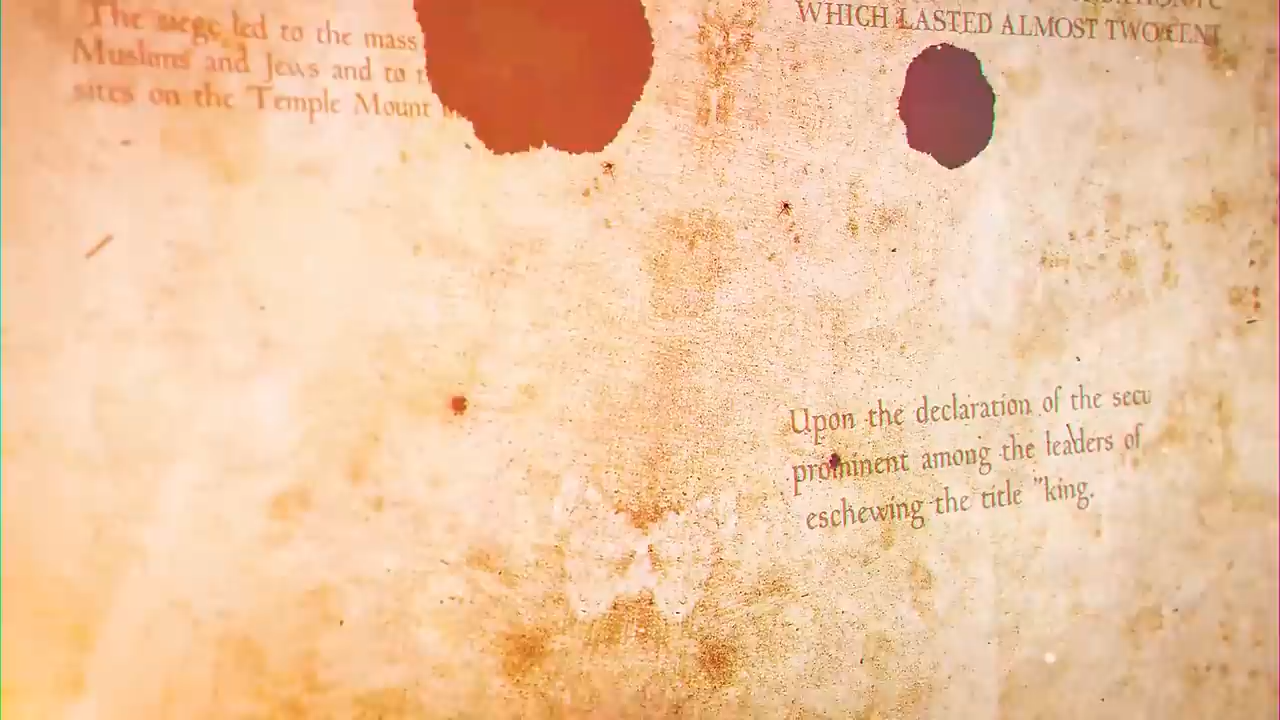 The siege led to the mass
Muslims and Jews and to
sites on the Temple Mount
WHICH LASTED ALMOST TWO CENT
Upon the declaration of the secu
prominent among the leaders of
eschewing the title "king.